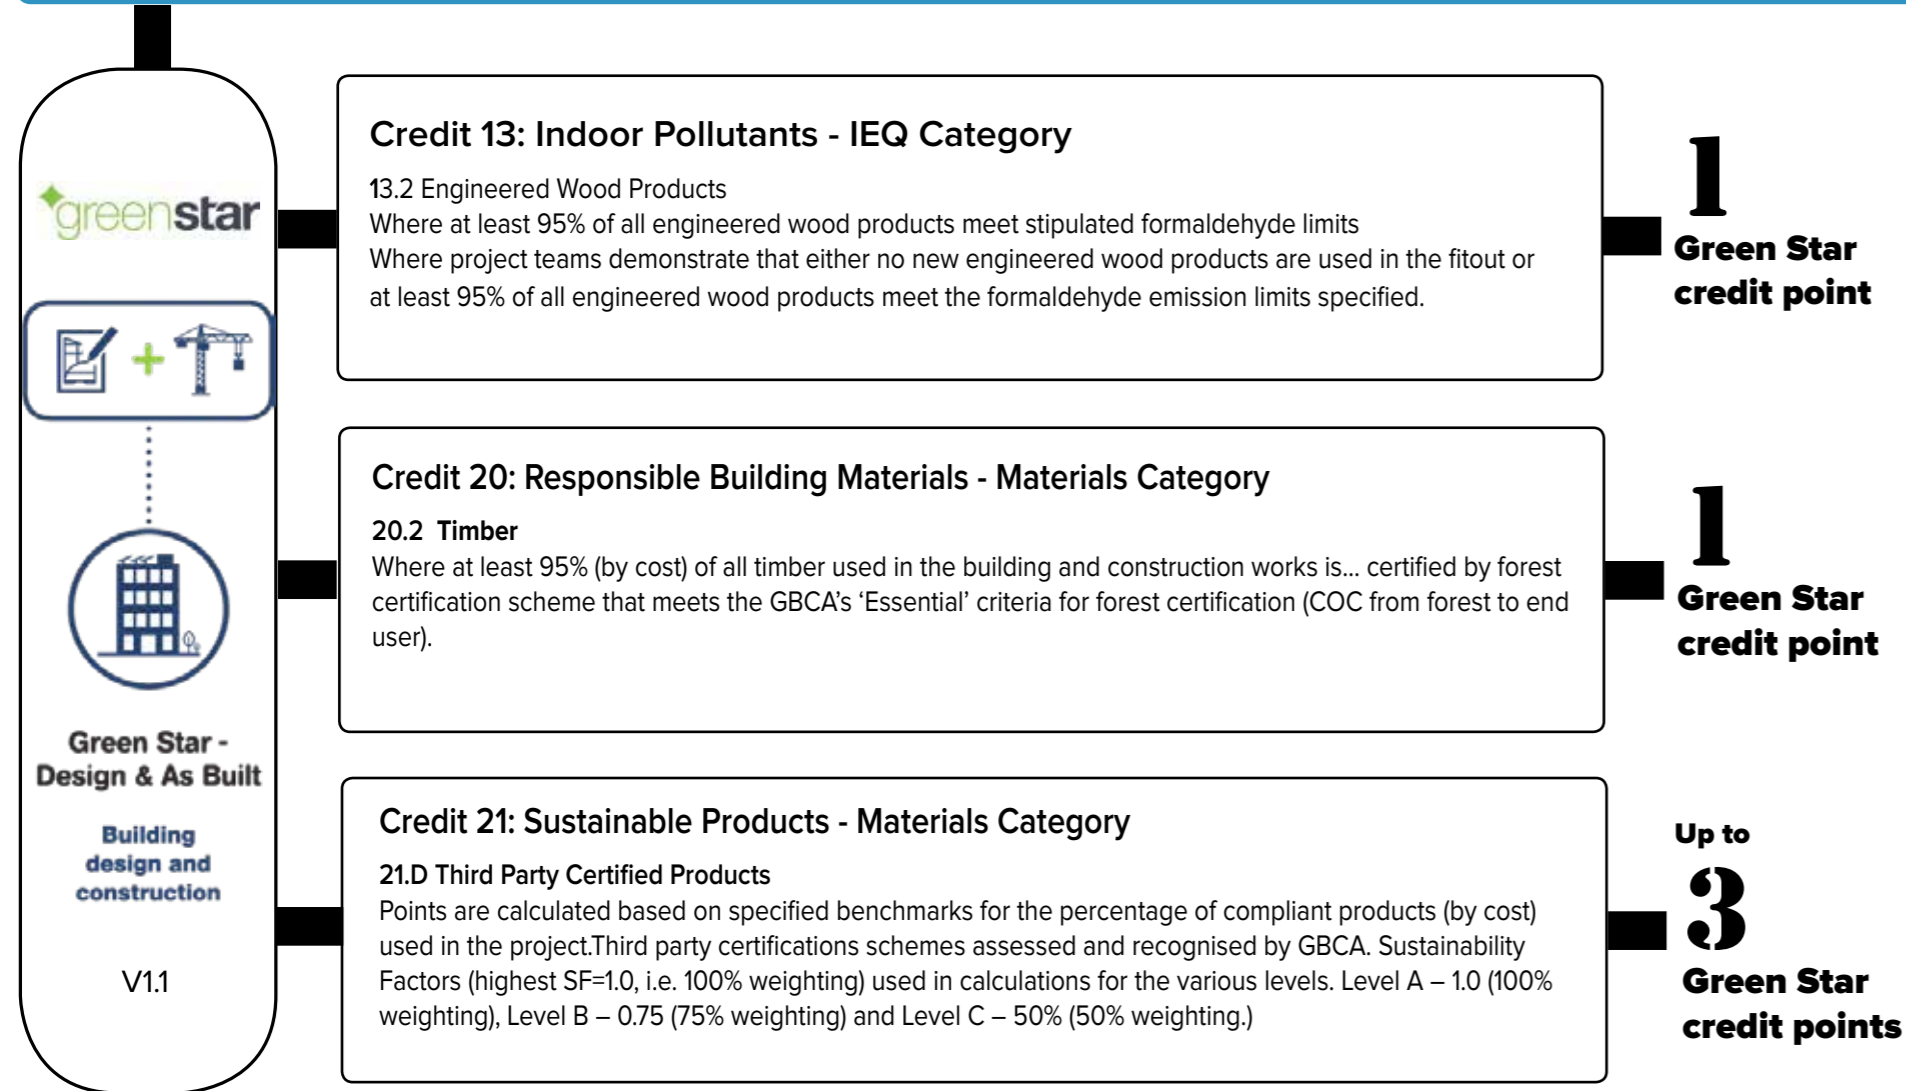 greenstar
Green Star -
Design & As Built
Building
design and
construction
V1.1
Credit 13: Indoor Pollutants - IEQ Category
13.2 Engineered Wood Products
Where at least 95% of all engineered wood products meet stipulated formaldehyde limits
Where project teams demonstrate that either no new engineered wood products are used in the fitout or
at least 95% of all engineered wood products meet the formaldehyde emission limits specified.
1
Green Star
credit point
Credit 20: Responsible Building Materials - Materials Category
20.2 Timber
Where at least 95% (by cost) of all timber used in the building and construction works is... certified by forest
certification scheme that meets the GBCA's 'Essential' criteria for forest certification (COC from forest to end
user).
1
Green Star
credit point
Credit 21: Sustainable Products - Materials Category
21.D Third Party Certified Products
Points are calculated based on specified benchmarks for the percentage of compliant products (by cost)
used in the project.Third party certifications schemes assessed and recognised by GBCA. Sustainability
Factors (highest SF=1.0, i.e. 100% weighting) used in calculations for the various levels. Level A – 1.0 (100%
weighting), Level B – 0.75 (75% weighting) and Level C – 50% (50% weighting.)
Up to
3
Green Star
credit points